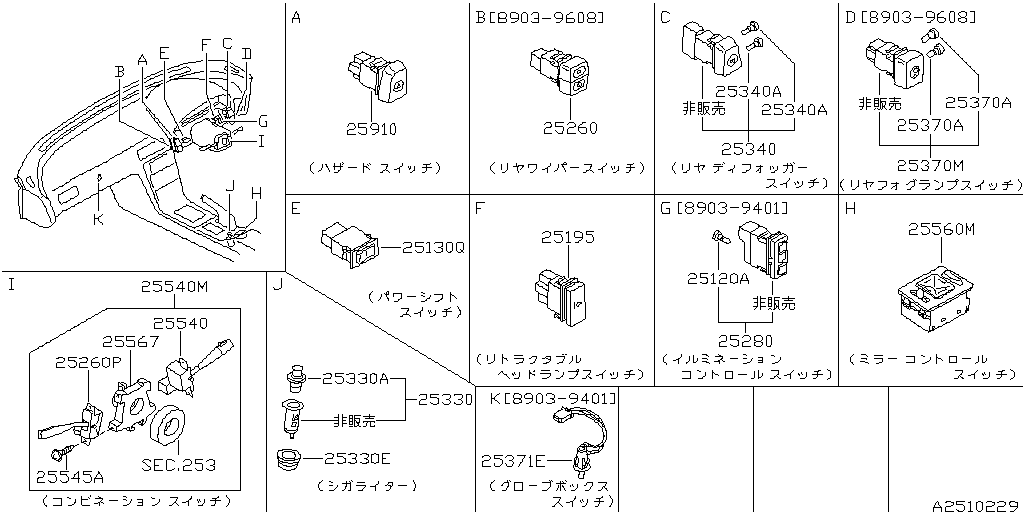 A
B
E
F
C
D
G
I
J
H
K
A
25910
(ハザード スイッチ)
B[8903-9608]
25260
(リヤワイパースイッチ)
C
25340A
非販売
25340A
25340
(リヤ ディフォッガー
スイッチ)
D[8903-9608]
非販売
25370A
25370A
25370M
(リヤフォグランプスイッチ)
E
25130Q
(パワーシフト
スイッチ)
F
25195
(リトラクタブル
ヘッドランプスイッチ)
G[8903-9401]
25120A
非販売
25280
(イルミネーション
コントロール スイッチ)
H
25560M
(ミラー コントロール
スイッチ)
I
25540M
25540
25567
25260P
SEC.253
25545A
(コンビネーション スイッチ)
J
25330A
25330
非販売
25330E
(シガライター)
K[8903-9401]
25371E
(グローブボックス
スイッチ)
A2510229